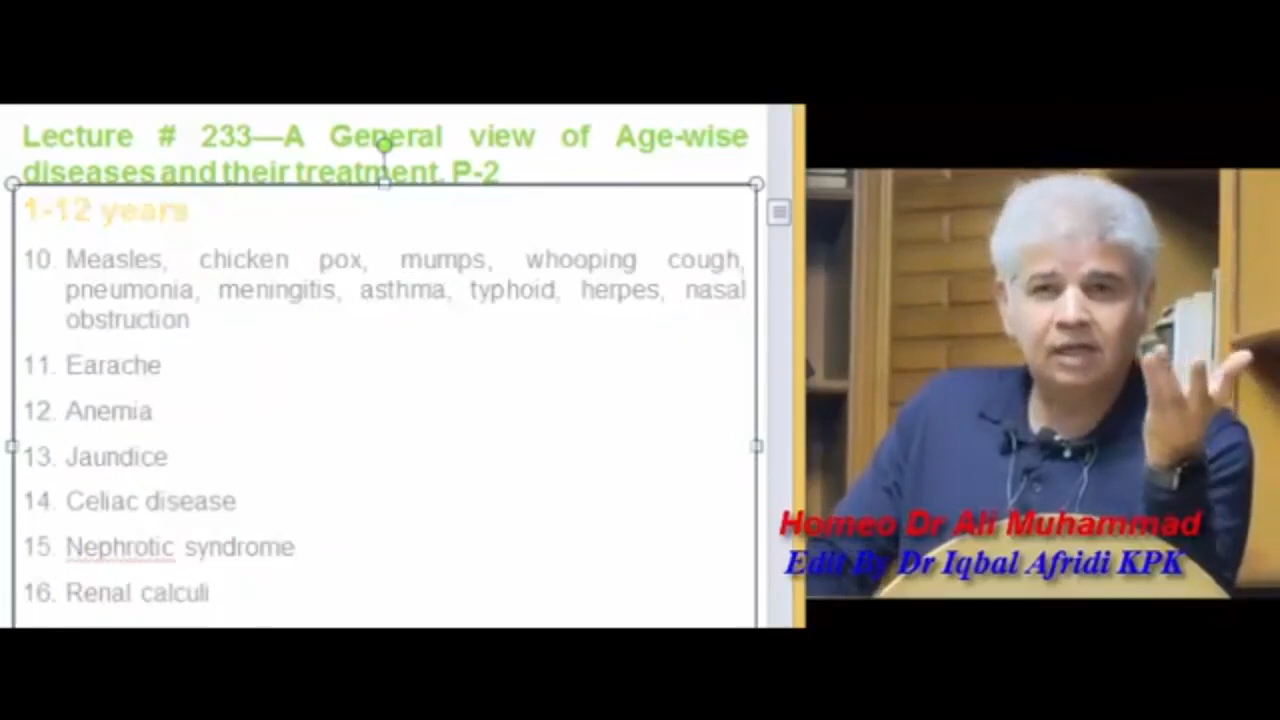 Lecture # 233—A General view of Age-wise
diseases and their treatment. P-2
1-12 years
10. Measles, chicken pox, mumps, whooping cough,
pneumonia, meningitis, asthma, typhoid, herpes, nasal
obstruction
11. Earache
12. Anemia
13. Jaundice
14. Celiac disease
15. Nephrotic syndrome
16. Renal calculi
Homeo Dr Ali Muhammad
Edit By Dr Iqbal Afridi KPK